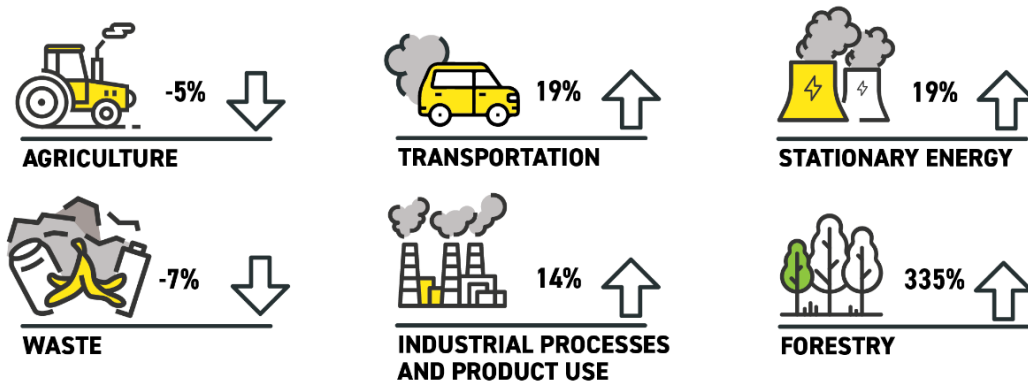 -5%
AGRICULTURE
19%
TRANSPORTATION
19%
STATIONARY ENERGY
-7%
WASTE
14%
INDUSTRIAL PROCESSES
AND PRODUCT USE
335%
FORESTRY